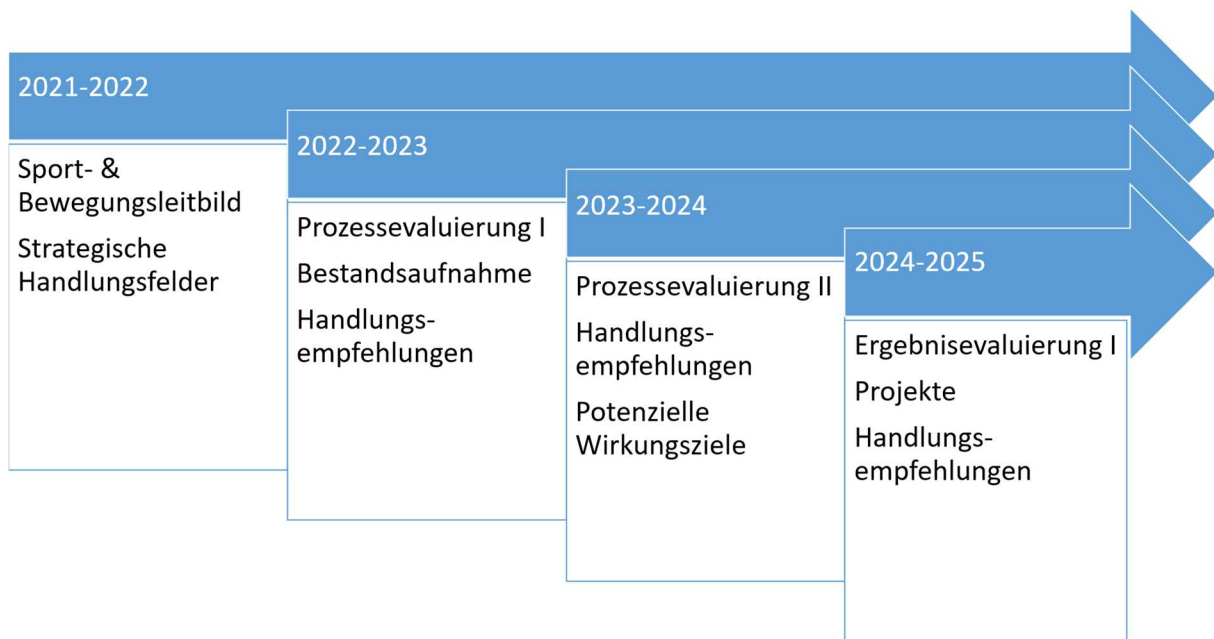 2021-2022
Sport- &
Bewegungsleitbild
Strategische
Handlungsfelder
2022-2023
Prozessevaluierung I
Bestandsaufnahme
Handlungs-
empfehlungen
2023-2024
Prozessevaluierung II
Handlungs-
empfehlungen
Potenzielle
Wirkungsziele
2024-2025
Ergebnisevaluierung I
Projekte
Handlungs-
empfehlungen